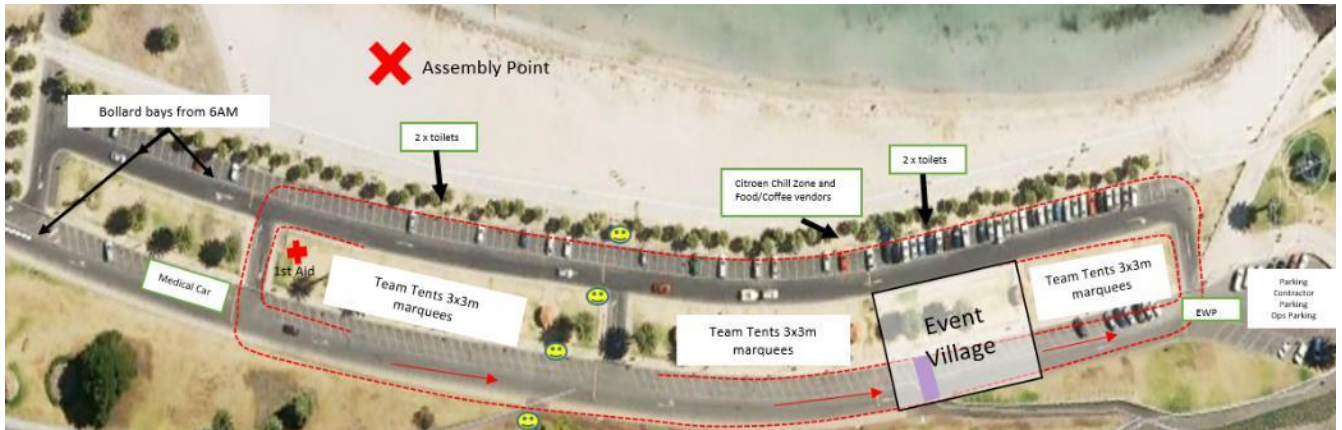 Assembly Point
Bollard bays from 6AM
2 x toilets
2 x toilets
Citroen Chill Zone and
Food/Coffee vendors
1st Aid
Medical Car
Team Tents 3x3m
marquees
Team Tents 3x3m
marquees
Event
Village
Team Tents 3x3m
marquees
EWP
Parking
Contractor
Parking
Ops Parking